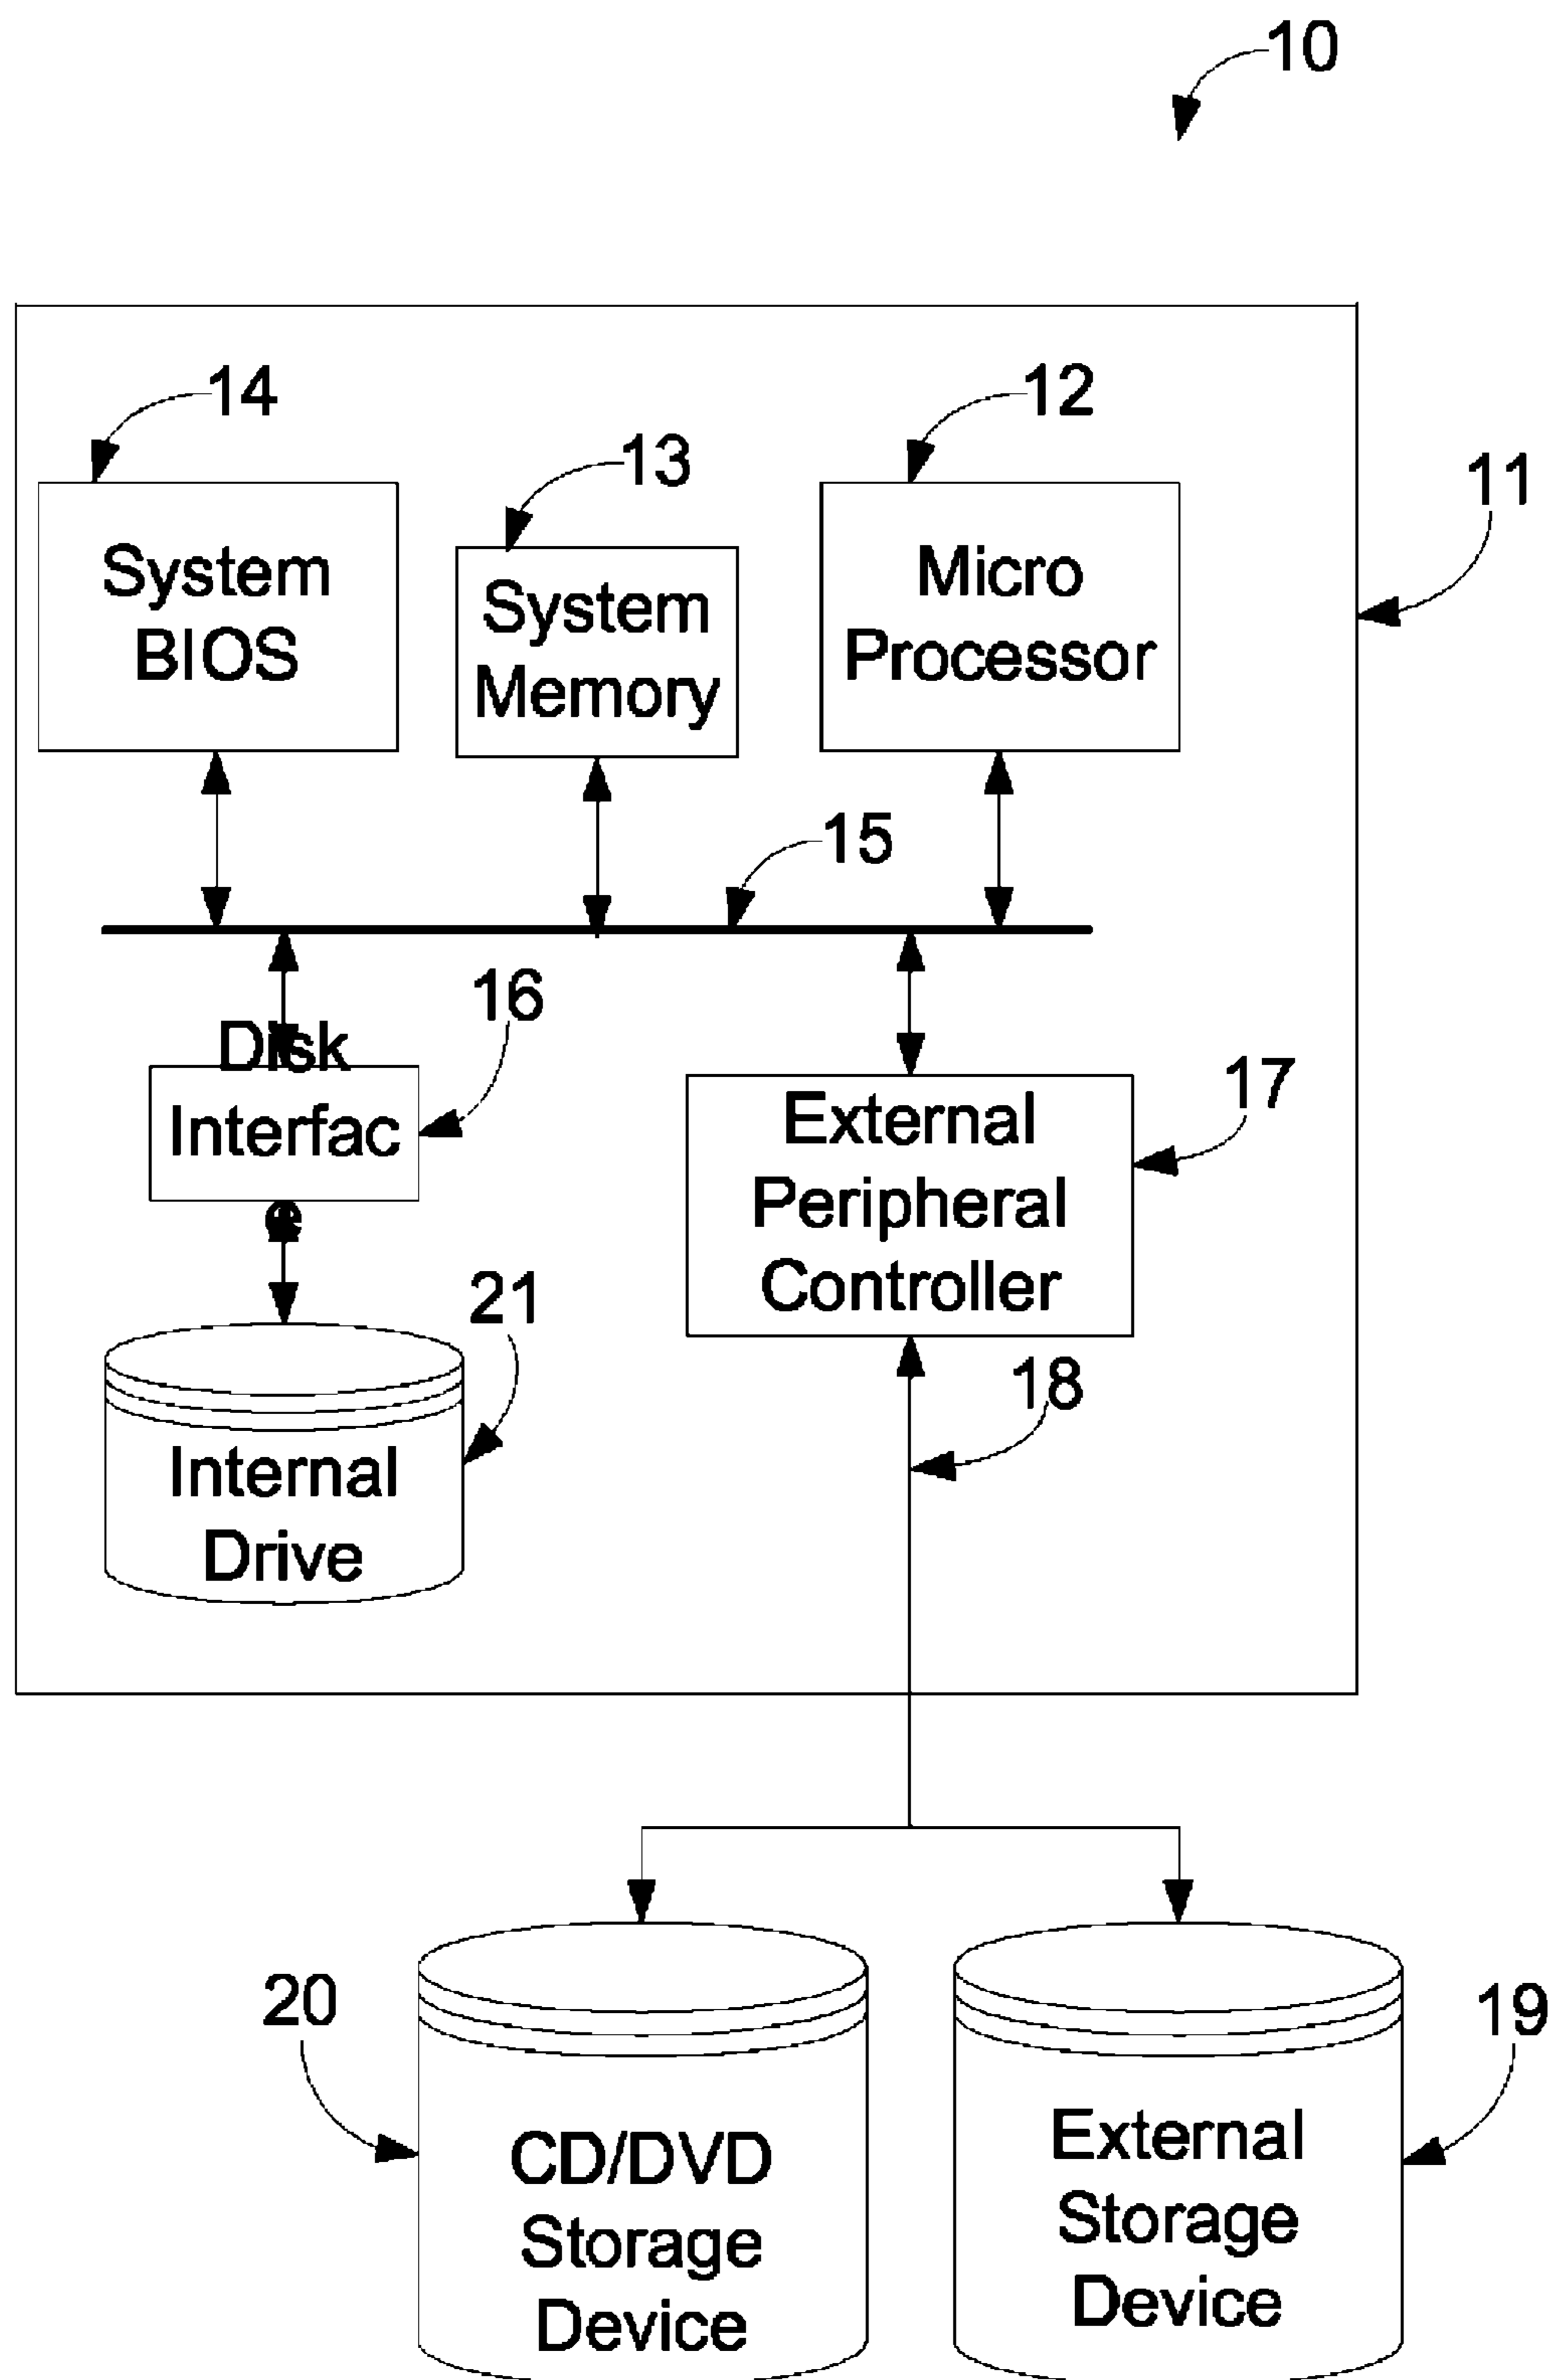 10
14
12
13
11
System
BIOS
System
Memory
Micro
Processor
15
16
Disk
Interfac
e
17
External
Peripheral
Controller
21
18
Internal
Drive
20
19
CD/DVD
Storage
Device
External
Storage
Device